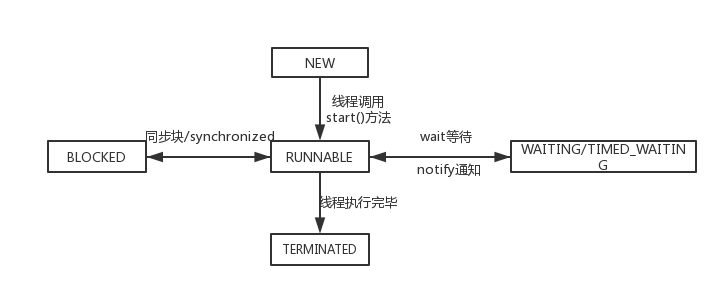 NEW
线程调用
start()方法
同步块/synchronized
wait等待
BLOCKED
RUNNABLE
WAITING/TIMED_WAITIN
G
notify通知
线程执行完毕
TERMINATED